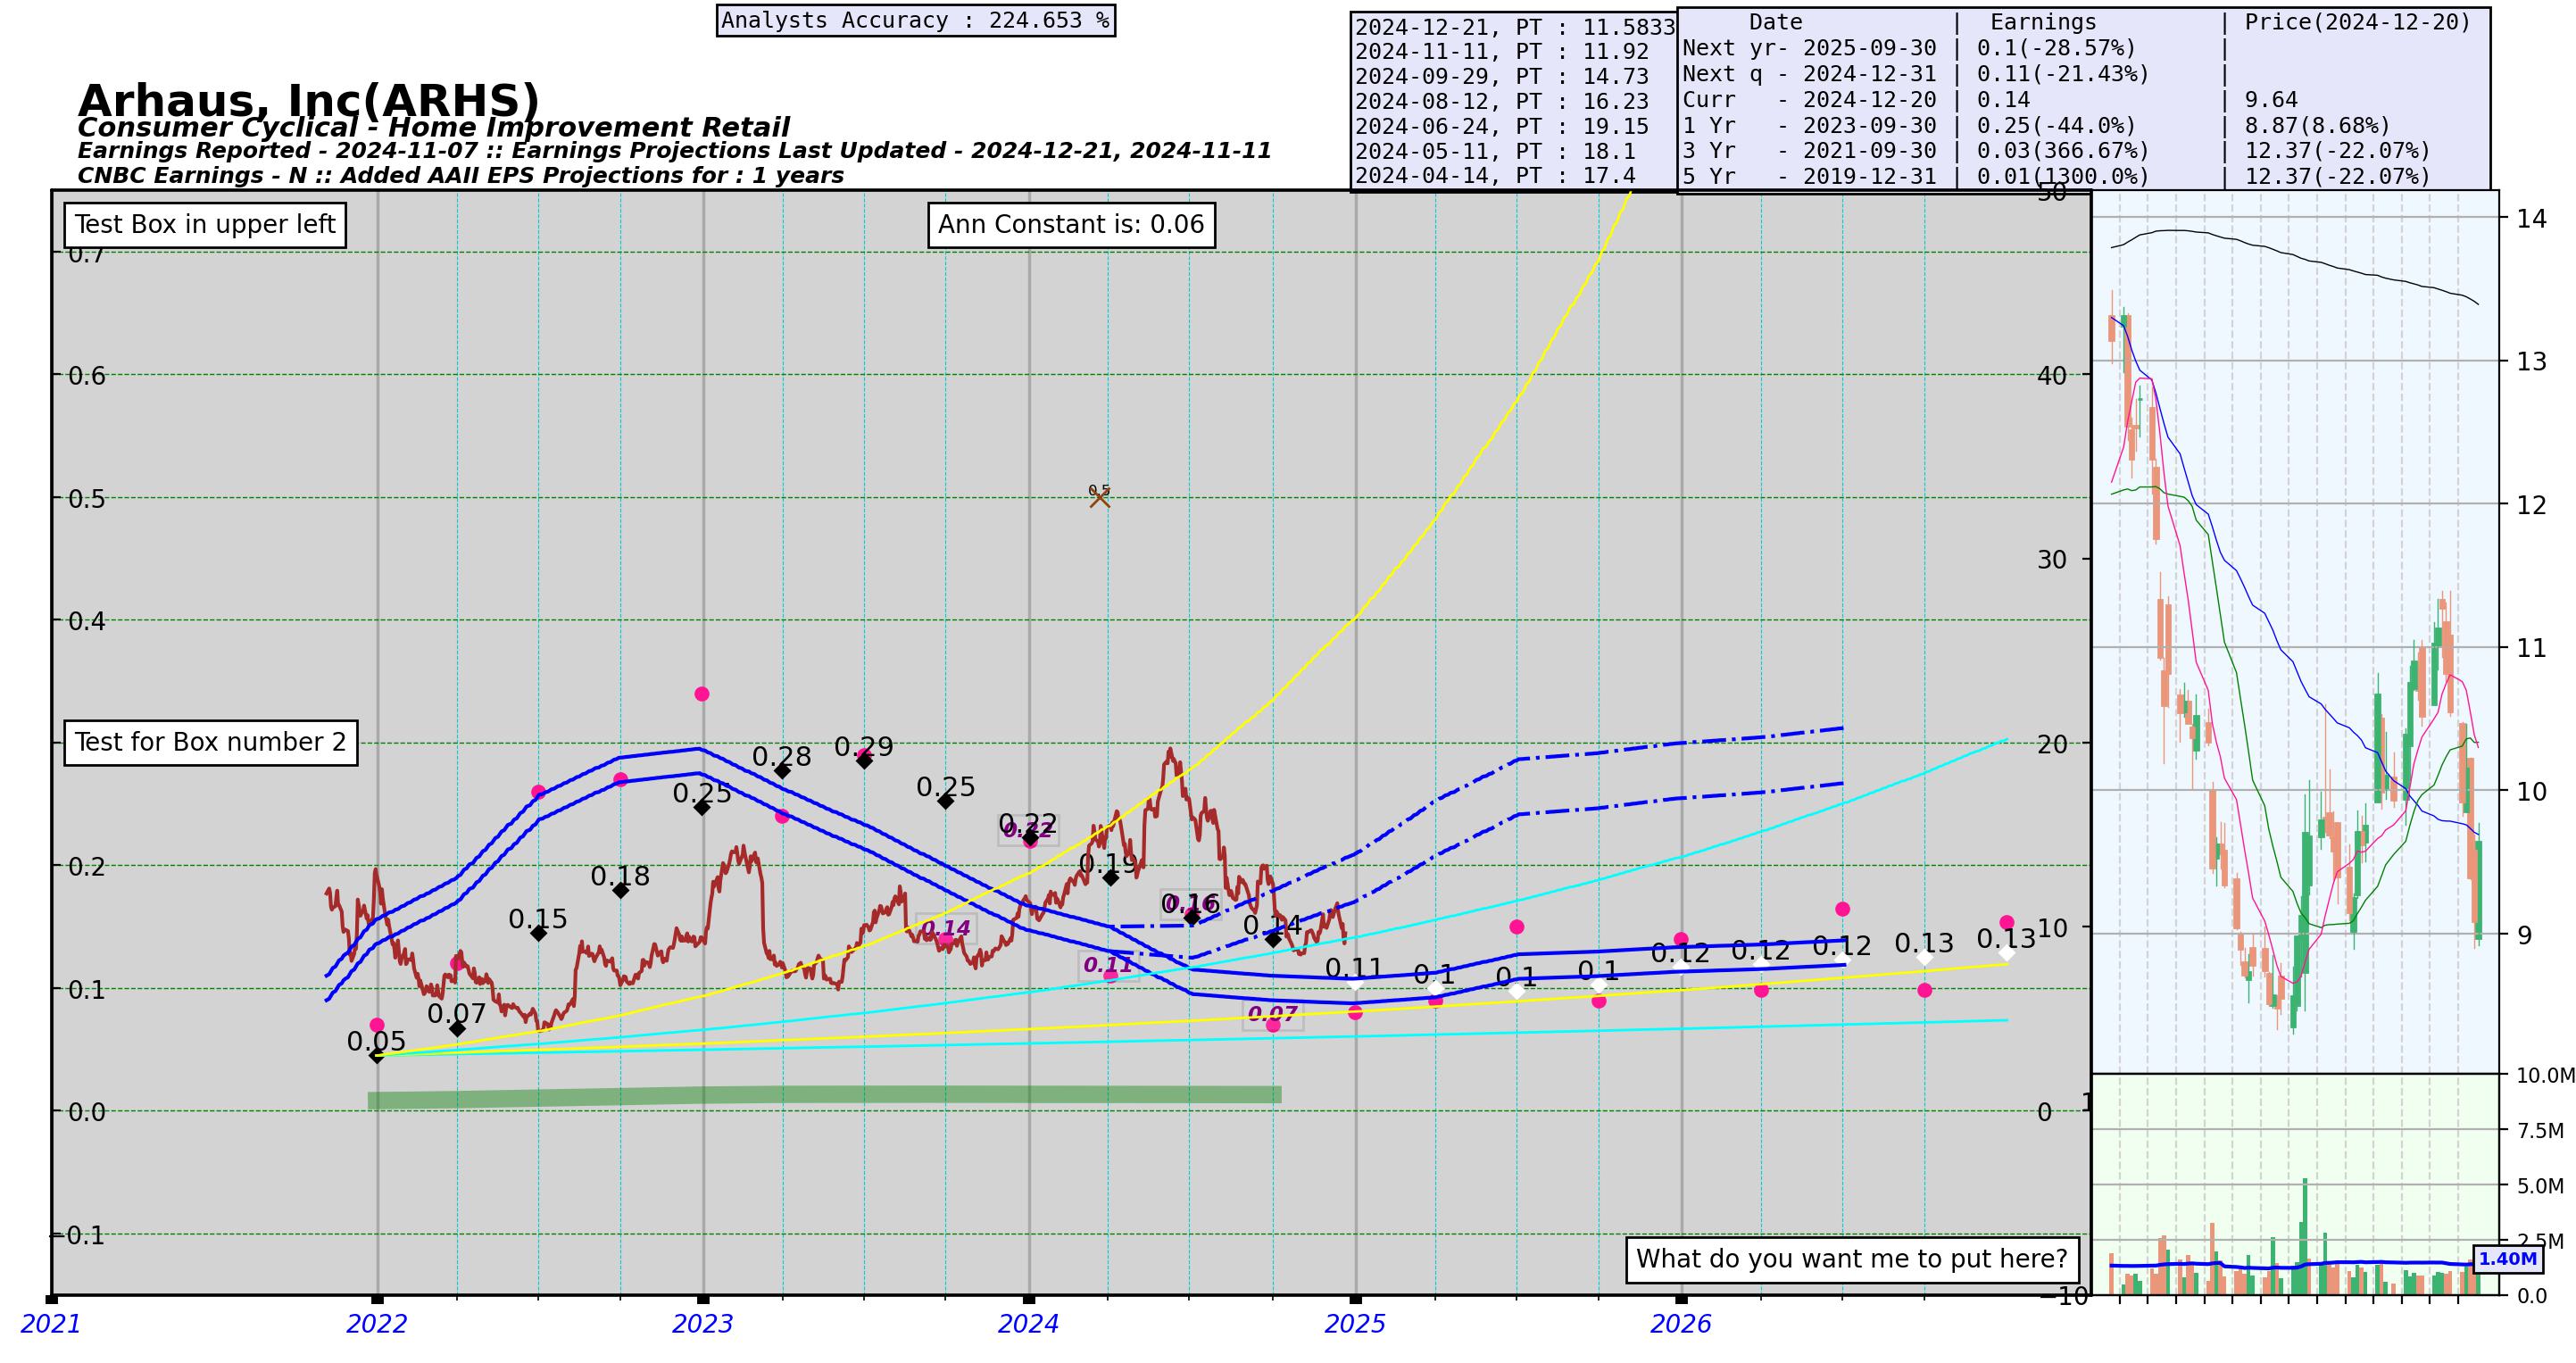 Analysts Accuracy : 224.653 %
2024-12-21, PT : 11.5833
2024-11-11, PT : 11.92
2024-09-29, PT : 14.73
2024-08-12, PT : 16.23
2024-06-24, PT : 19.15
2024-05-11, PT : 18.1
2024-04-14, PT : 17.4
Date | Earnings | Price(2024-12-20)
Next yr- 2025-09-30 | 0.1(-28.57%) |
Next q - 2024-12-31 | 0.11(-21.43%) |
Curr - 2024-12-20 | 0.14 | 9.64
1 Yr - 2023-09-30 | 0.25(-44.0%) | 8.87(8.68%)
3 Yr - 2021-09-30 | 0.03(366.67%) | 12.37(-22.07%)
5 Yr - 2019-12-31 | 0.01(1300.0%) | 12.37(-22.07%)
Arhaus, Inc(ARHS)
Consumer Cyclical - Home Improvement Retail
Earnings Reported - 2024-11-07 :: Earnings Projections Last Updated - 2024-12-21, 2024-11-11
CNBC Earnings - N :: Added AAII EPS Projections for : 1 years
Test Box in upper left
Ann Constant is: 0.06
Test for Box number 2
What do you want me to put here?
0.7
0.6
0.5
0.4
0.2
0.1
0.0
−0.1
50
40
30
20
10
0
−10
0.5
0.05
0.07
0.15
0.18
0.25
0.28
0.29
0.25
0.22
0.22
0.19
0.16
0.16
0.14
0.14
0.11
0.07
0.11
0.1
0.1
0.1
0.12
0.12
0.12
0.13
0.13
14
13
12
11
10
9
10.0M
7.5M
5.0M
2.5M
0.0
1.40M
2021
2022
2023
2024
2025
2026